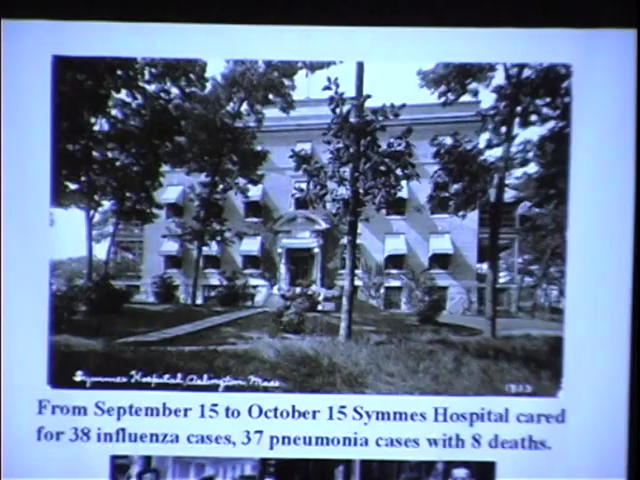 Symmes Hospital, Arlington Mass
From September 15 to October 15 Symmes Hospital cared
for 38 influenza cases, 37 pneumonia cases with 8 deaths.